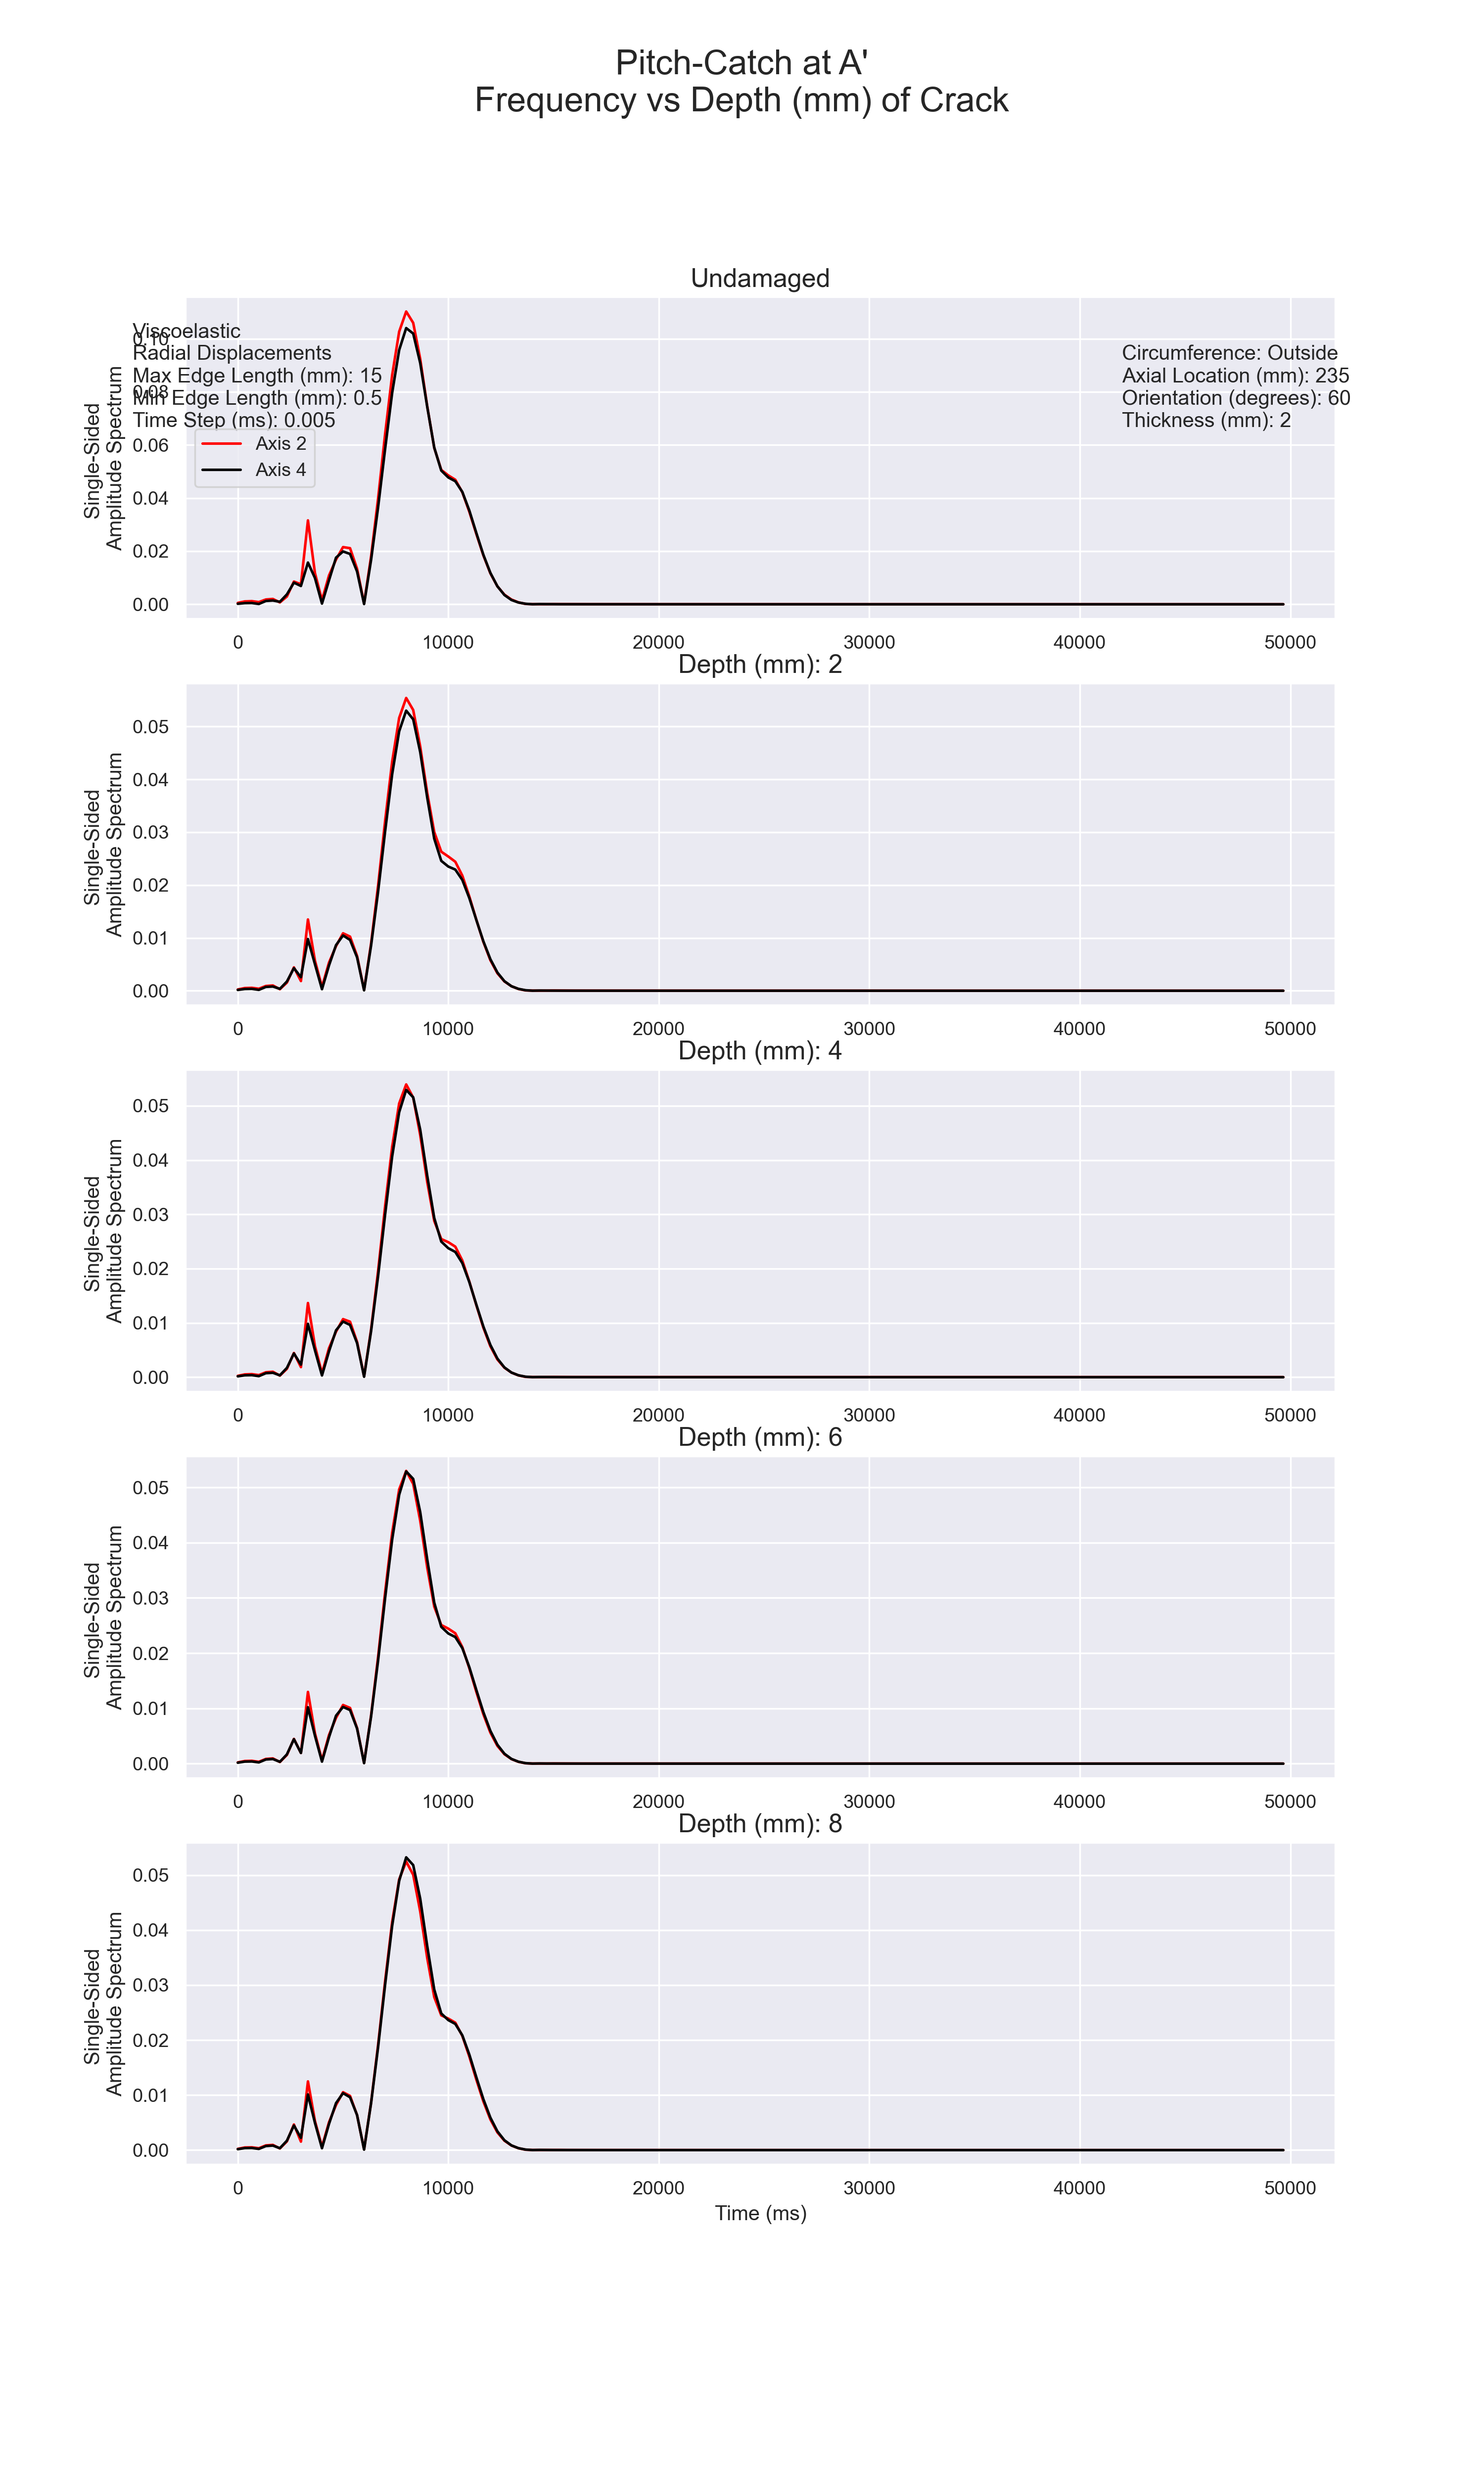 Pitch-Catch at A'
Frequency vs Depth (mm) of Crack
Undamaged
Viscoelastic
Radial Displacements
Max Edge Length (mm): 15
Min Edge Length (mm): 0.5
Time Step (ms): 0.005
Circumference: Outside
Axial Location (mm): 235
Orientation (degrees): 60
Thickness (mm): 2
Axis 2
Axis 4
Single-Sided
Amplitude Spectrum
0.10
0.08
0.06
0.04
0.02
0.00
0 10000 20000 30000 40000 50000
Depth (mm): 2
Single-Sided
Amplitude Spectrum
0.05
0.04
0.03
0.02
0.01
0.00
0 10000 20000 30000 40000 50000
Depth (mm): 4
Single-Sided
Amplitude Spectrum
0.05
0.04
0.03
0.02
0.01
0.00
0 10000 20000 30000 40000 50000
Depth (mm): 6
Single-Sided
Amplitude Spectrum
0.05
0.04
0.03
0.02
0.01
0.00
0 10000 20000 30000 40000 50000
Depth (mm): 8
Single-Sided
Amplitude Spectrum
0.05
0.04
0.03
0.02
0.01
0.00
0 10000 20000 30000 40000 50000
Time (ms)